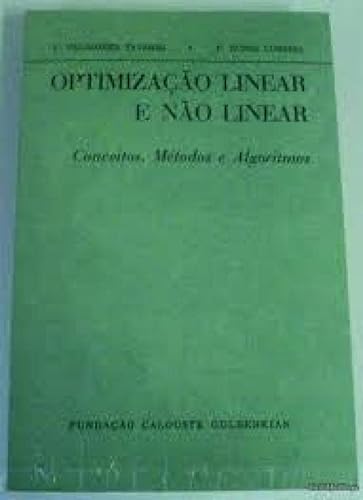 OPTIMIZAÇÃO LINEAR
E NÃO LINEAR
Conceitos, Métodos e Algoritmos
FUNDAÇÃO CALOUSTE GULBENKIAN